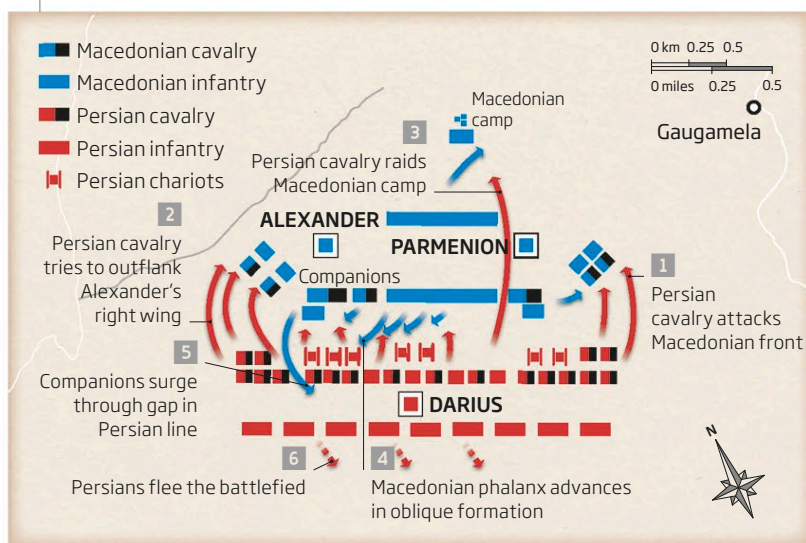 Macedonian cavalry
Macedonian infantry
Persian cavalry
Persian infantry
Persian chariots
0 km 0.25 0.5
0 miles 0.25 0.5
Gaugamela
Macedonian
camp
3
Persian cavalry raids
Macedonian camp
2
Persian cavalry
tries to outflank
Alexander's
right wing
ALEXANDER
PARMENION
Companions
1
Persian
cavalry attacks
Macedonian front
5
Companions surge
through gap in
Persian line
DARIUS
6
Persians flee the battlefied
4
Macedonian phalanx advances
in oblique formation
N